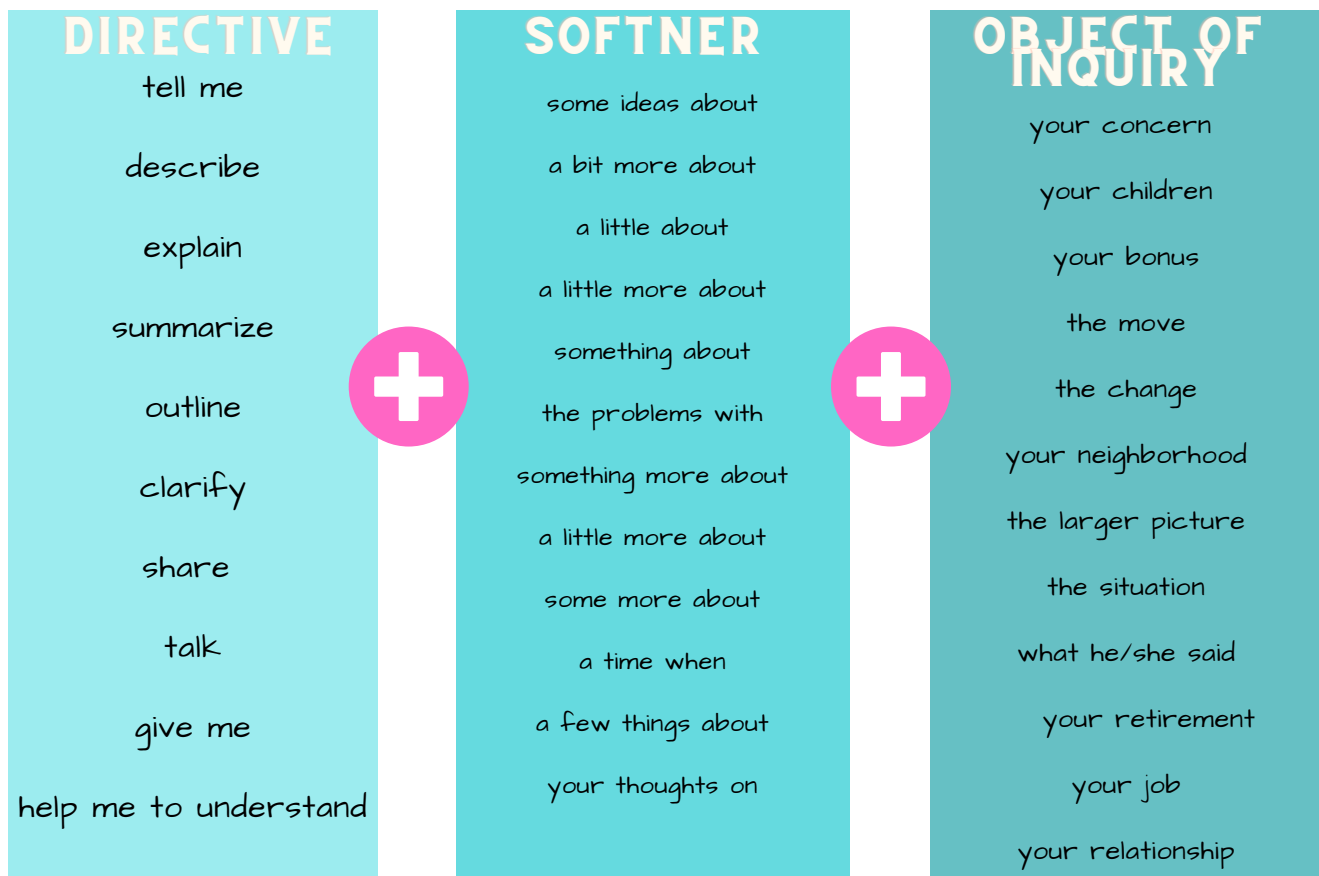 DIRECTIVE
tell me
describe
explain
summarize
outline
clarify
share
talk
give me
help me to understand
SOFTNER
some ideas about
a bit more about
a little about
a little more about
something about
the problems with
something more about
a little more about
some more about
a time when
a few things about
your thoughts on
OBJECT OF
INQUIRY
your concern
your children
your bonus
the move
the change
your neighborhood
the larger picture
the situation
what he/she said
your retirement
your job
your relationship